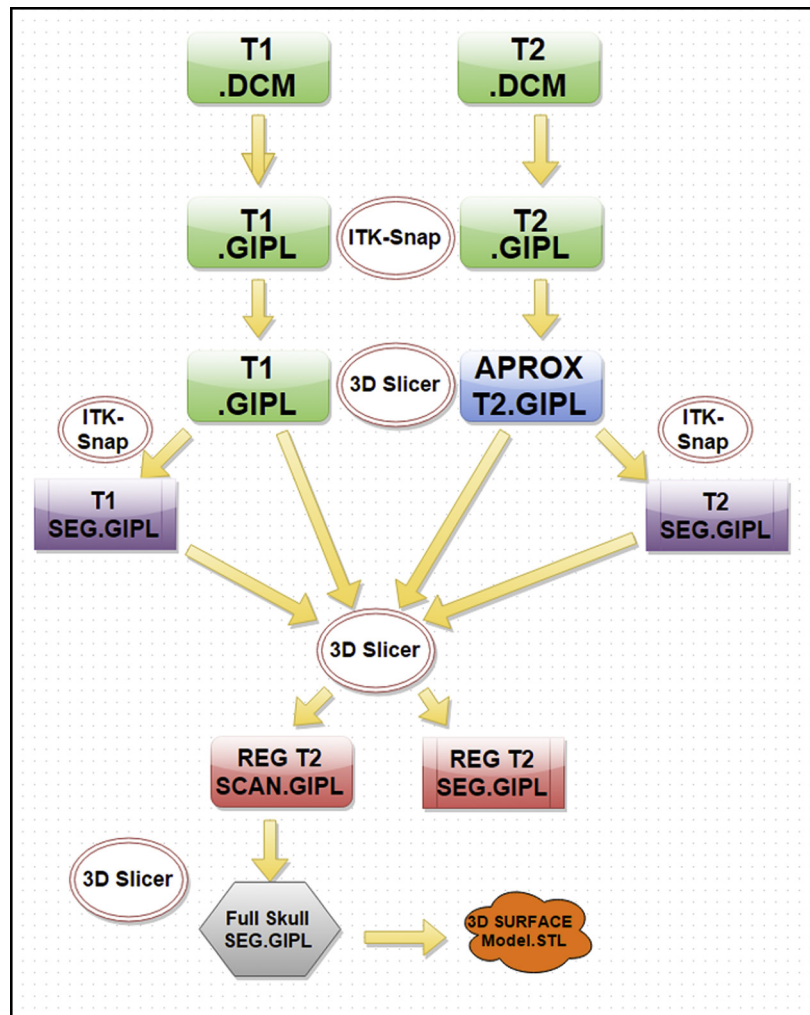 T1
.DCM
T2
.DCM
T1
.GIPL
ITK-Snap
T2
.GIPL
T1
.GIPL
3D Slicer
APROX
T2.GIPL
ITK-
Snap
ITK-
Snap
T1
SEG.GIPL
T2
SEG.GIPL
3D Slicer
REG T2
SCAN.GIPL
REG T2
SEG.GIPL
3D Slicer
Full Skull
SEG.GIPL
3D SURFACE
Model.STL